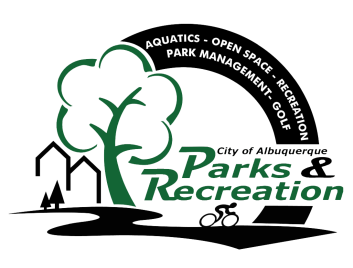 AQUATICS - OPEN SPACE - RECREATION
PARK MANAGEMENT - GOLF
City of Albuquerque
Parks &
Recreation